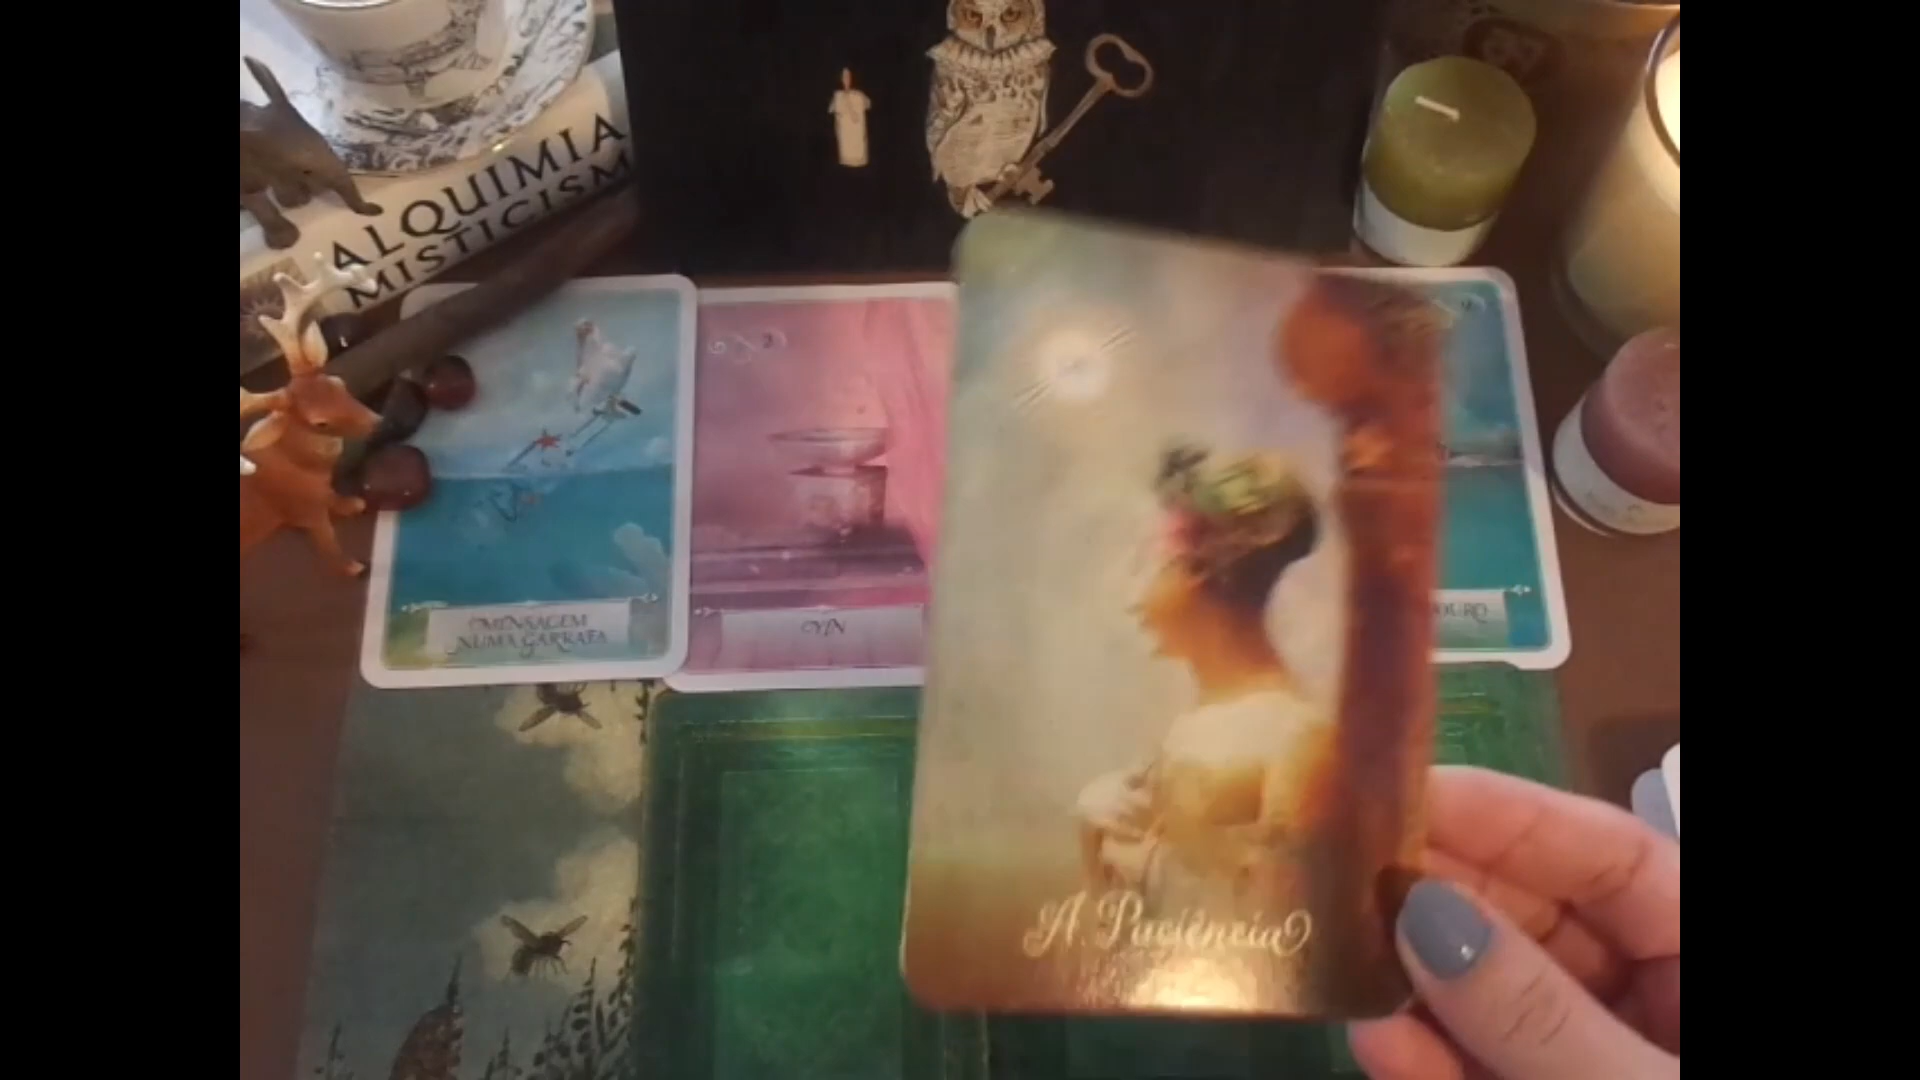 ALQUIMIA
MISTICISM
MENSAGEM
NUMA GARRAFA
YIN
A Paciência